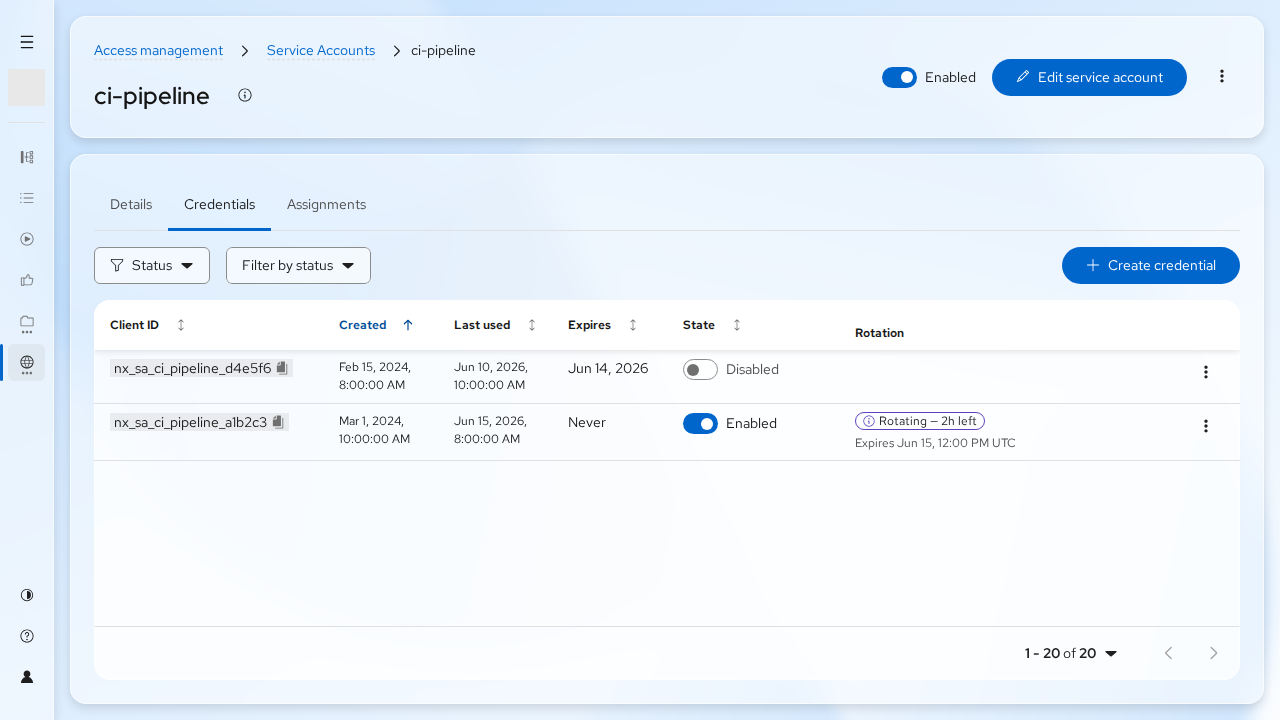 Access management > Service Accounts > ci-pipeline
ci-pipeline
Enabled
Edit service account
Details
Credentials
Assignments
Status
Filter by status
Create credential
Client ID
Created
Last used
Expires
State
Rotation
nx_sa_ci_pipeline_d4e5f6
Feb 15, 2024,
8:00:00 AM
Jun 10, 2026,
10:00:00 AM
Jun 14, 2026
Disabled
nx_sa_ci_pipeline_a1b2c3
Mar 1, 2024,
10:00:00 AM
Jun 15, 2026,
8:00:00 AM
Never
Enabled
Rotating — 2h left
Expires Jun 15, 12:00 PM UTC
1 - 20 of 20